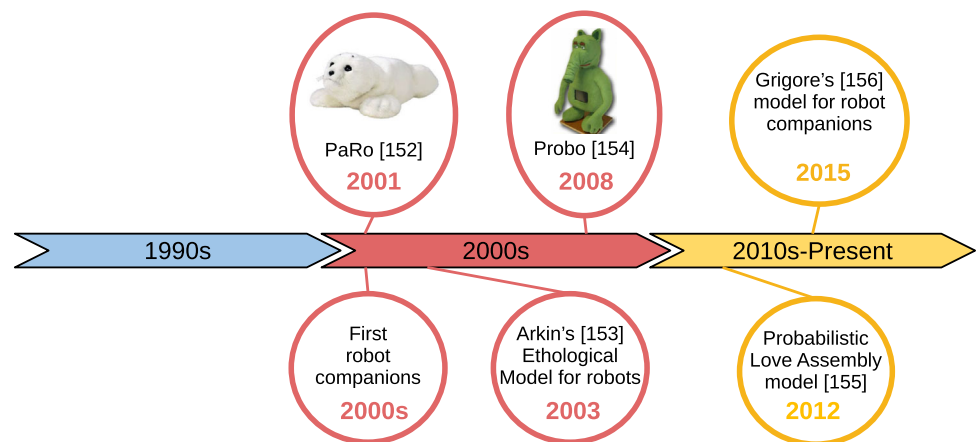 PaRo [152]
2001
Probo [154]
2008
Grigore's [156]
model for robot
companions
2015
1990s
2000s
2010s-Present
First
robot
companions
2000s
Arkin's [153]
Ethological
Model for robots
2003
Probabilistic
Love Assembly
model [155]
2012